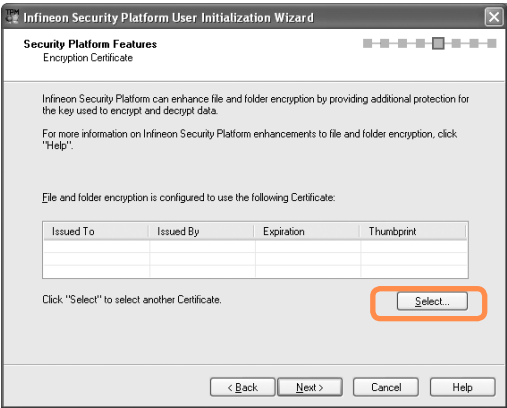 TPM
Infineon Security Platform User Initialization Wizard
Security Platform Features
Encryption Certificate
Infineon Security Platform can enhance file and folder encryption by providing additional protection for
the key used to encrypt and decrypt data.
For more information on Infineon Security Platform enhancements to file and folder encryption, click
"Help".
File and folder encryption is configured to use the following Certificate:
Issued To Issued By Expiration Thumbprint
Click "Select" to select another Certificate. Select...
< Back Next > Cancel Help